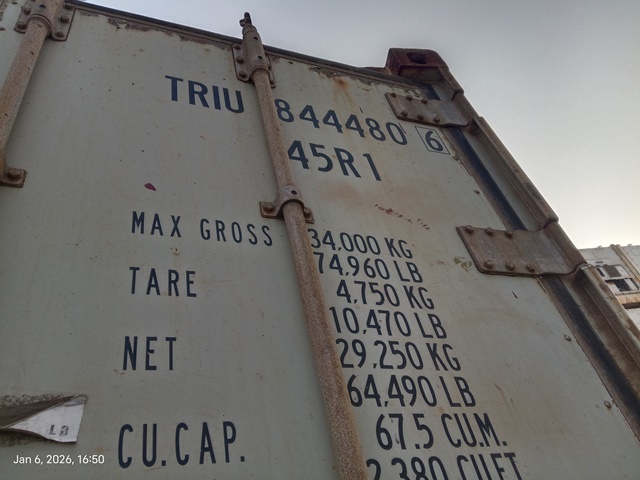 TRIU 844480 6
45R1
MAX GROSS 34,000 KG
74,960 LB
TARE 4,750 KG
10,470 LB
NET 29,250 KG
64,490 LB
CU.CAP. 67.5 CU.M.
2,380 CU.FT.
LB
Jan 6, 2026, 16:50